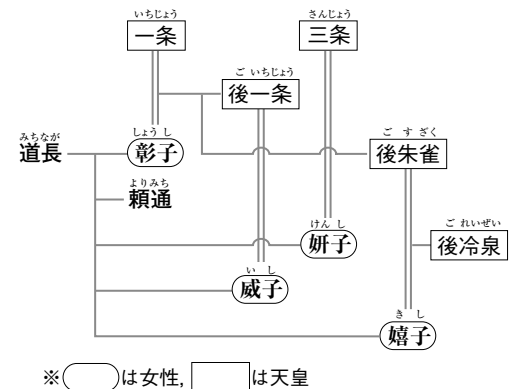 いちじょう
一条
さんじょう
三条
ご いちじょう
後一条
みちなが
道長
しょう し
彰子
ご す ざく
後朱雀
よりみち
頼通
けん し
妍子
ご れいぜい
後冷泉
い し
威子
き し
嬉子
※ は女性, は天皇